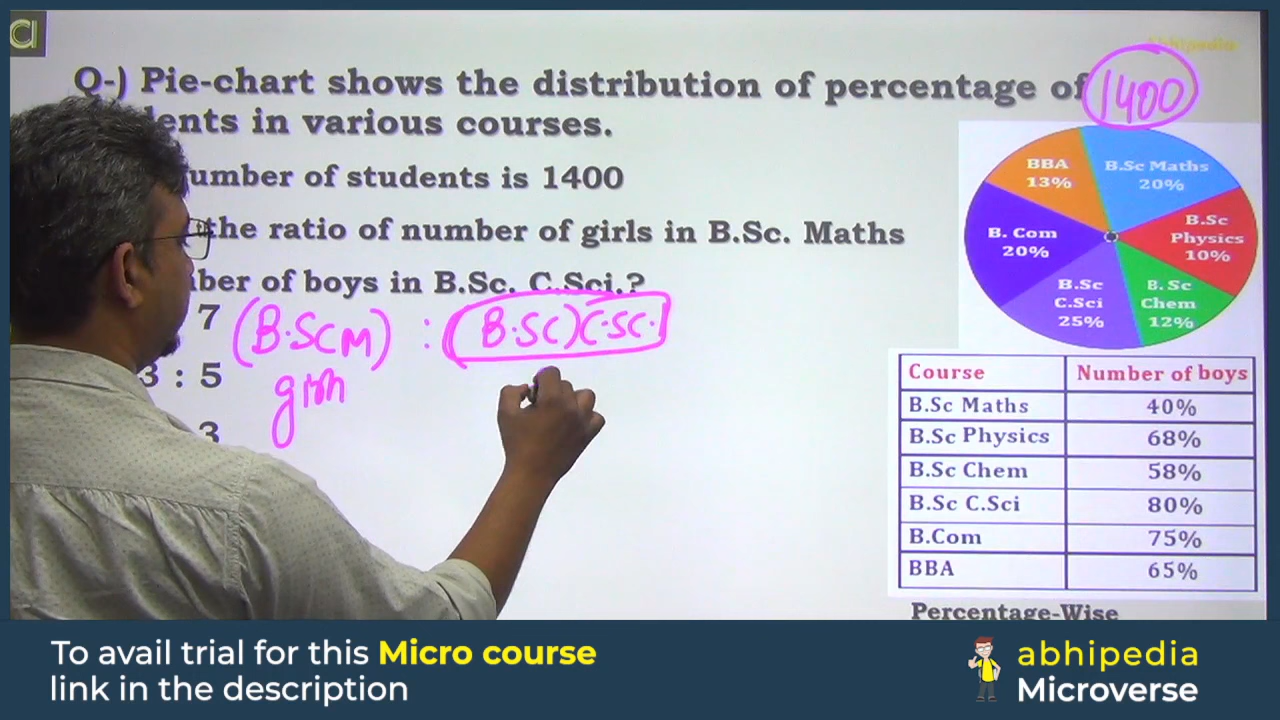 a
Abhipedia
Q-) Pie-chart shows the distribution of percentage of 1400
ents in various courses.
umber of students is 1400
the ratio of number of girls in B.Sc. Maths
ber of boys in B.Sc. C.Sci.?
7
3 : 5
3
(B.Sc M) : (B.Sc) C.Sc.
girls
BBA
13%
B.Sc Maths
20%
B. Com
20%
B.Sc
Physics
10%
B.Sc
C.Sci
25%
B. Sc
Chem
12%
Course Number of boys
B.Sc Maths 40%
B.Sc Physics 68%
B.Sc Chem 58%
B.Sc C.Sci 80%
B.Com 75%
BBA 65%
Percentage-Wise
To avail trial for this Micro course
link in the description
abhipedia
Microverse